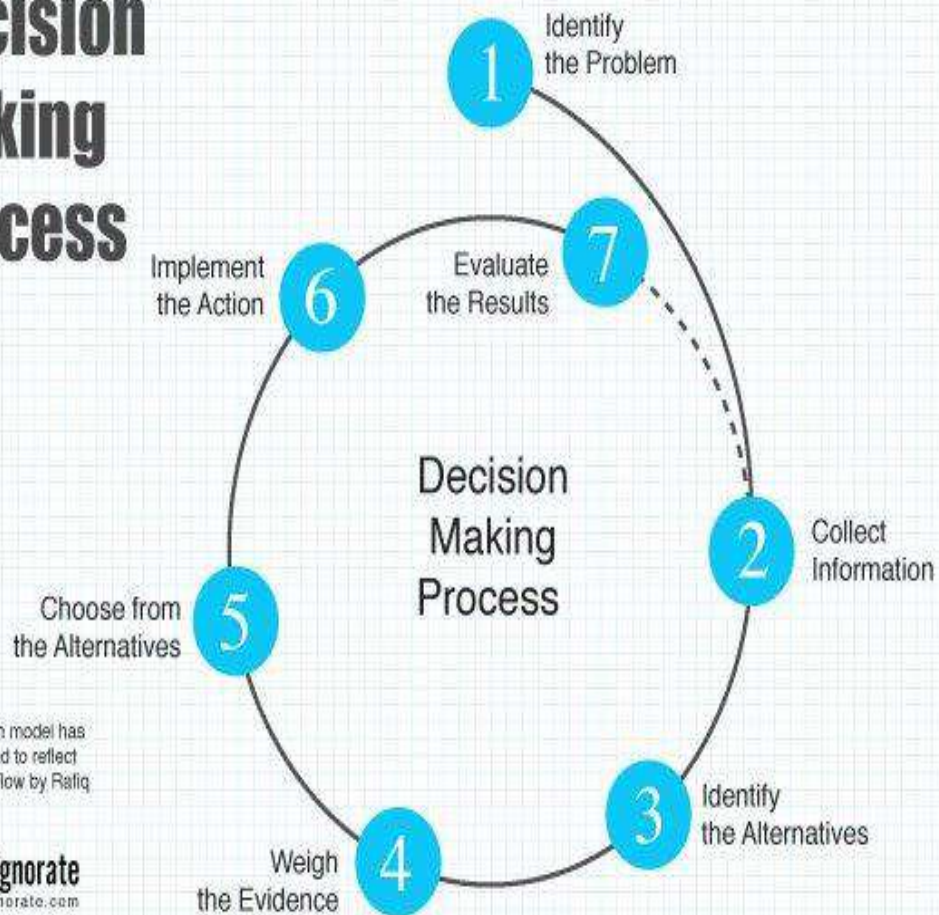 cision
king
cess
1
Identify
the Problem
7
Evaluate
the Results
6
Implement
the Action
Decision
Making
Process
2
Collect
Information
5
Choose from
the Alternatives
3
Identify
the Alternatives
4
Weigh
the Evidence
n model has
d to reflect
low by Rafiq
gnorate
norate.com